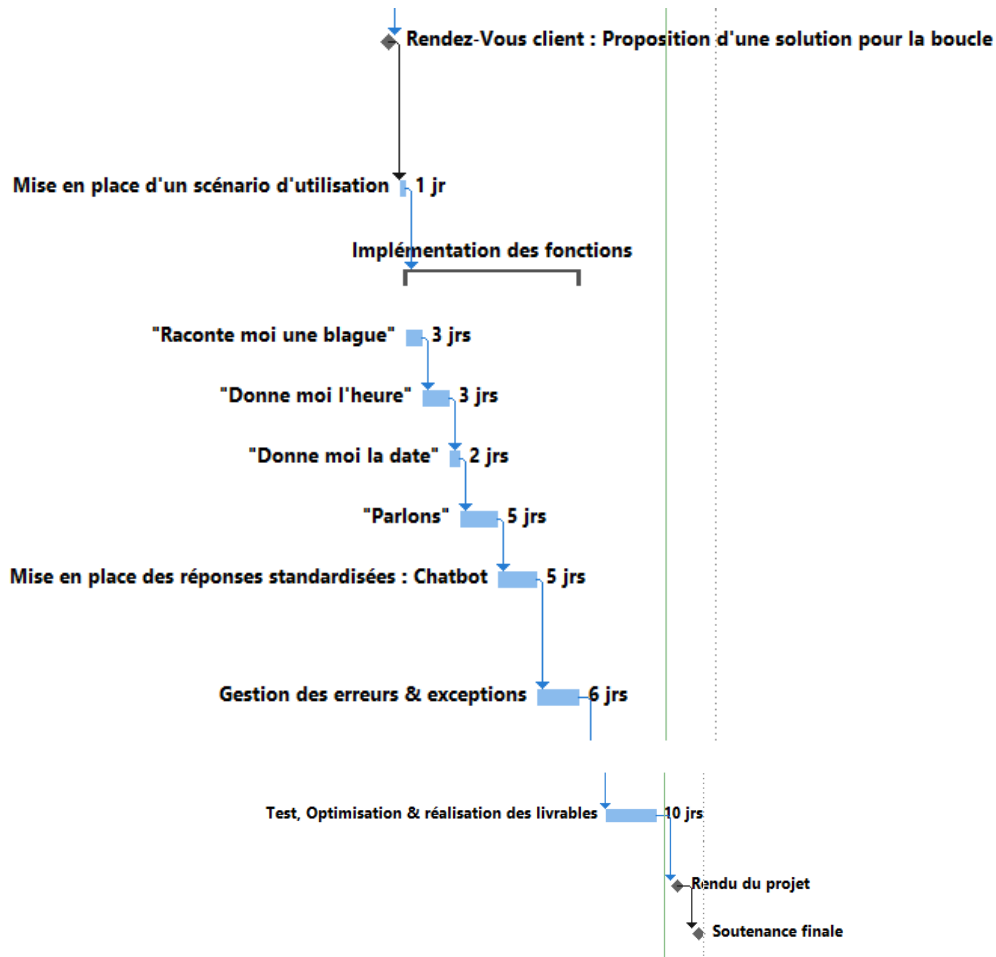 Rendez-Vous client : Proposition d'une solution pour la boucle
Mise en place d'un scénario d'utilisation 1 jr
Implémentation des fonctions
"Raconte moi une blague" 3 jrs
"Donne moi l'heure" 3 jrs
"Donne moi la date" 2 jrs
"Parlons" 5 jrs
Mise en place des réponses standardisées : Chatbot 5 jrs
Gestion des erreurs & exceptions 6 jrs
Test, Optimisation & réalisation des livrables 10 jrs
Rendu du projet
Soutenance finale